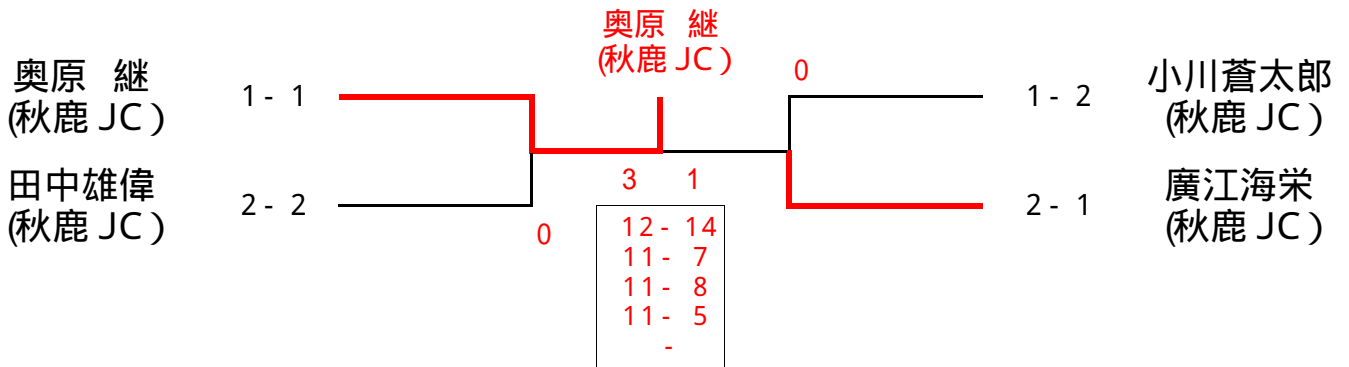 奥原 継
(秋鹿 JC)
奥原 継
(秋鹿 JC)
1- 1
0
1- 2
小川蒼太郎
(秋鹿 JC)
田中雄偉
(秋鹿 JC)
2- 2
0
3 1
2- 1
廣江海栄
(秋鹿 JC)
12- 14
11- 7
11- 8
11- 5
-